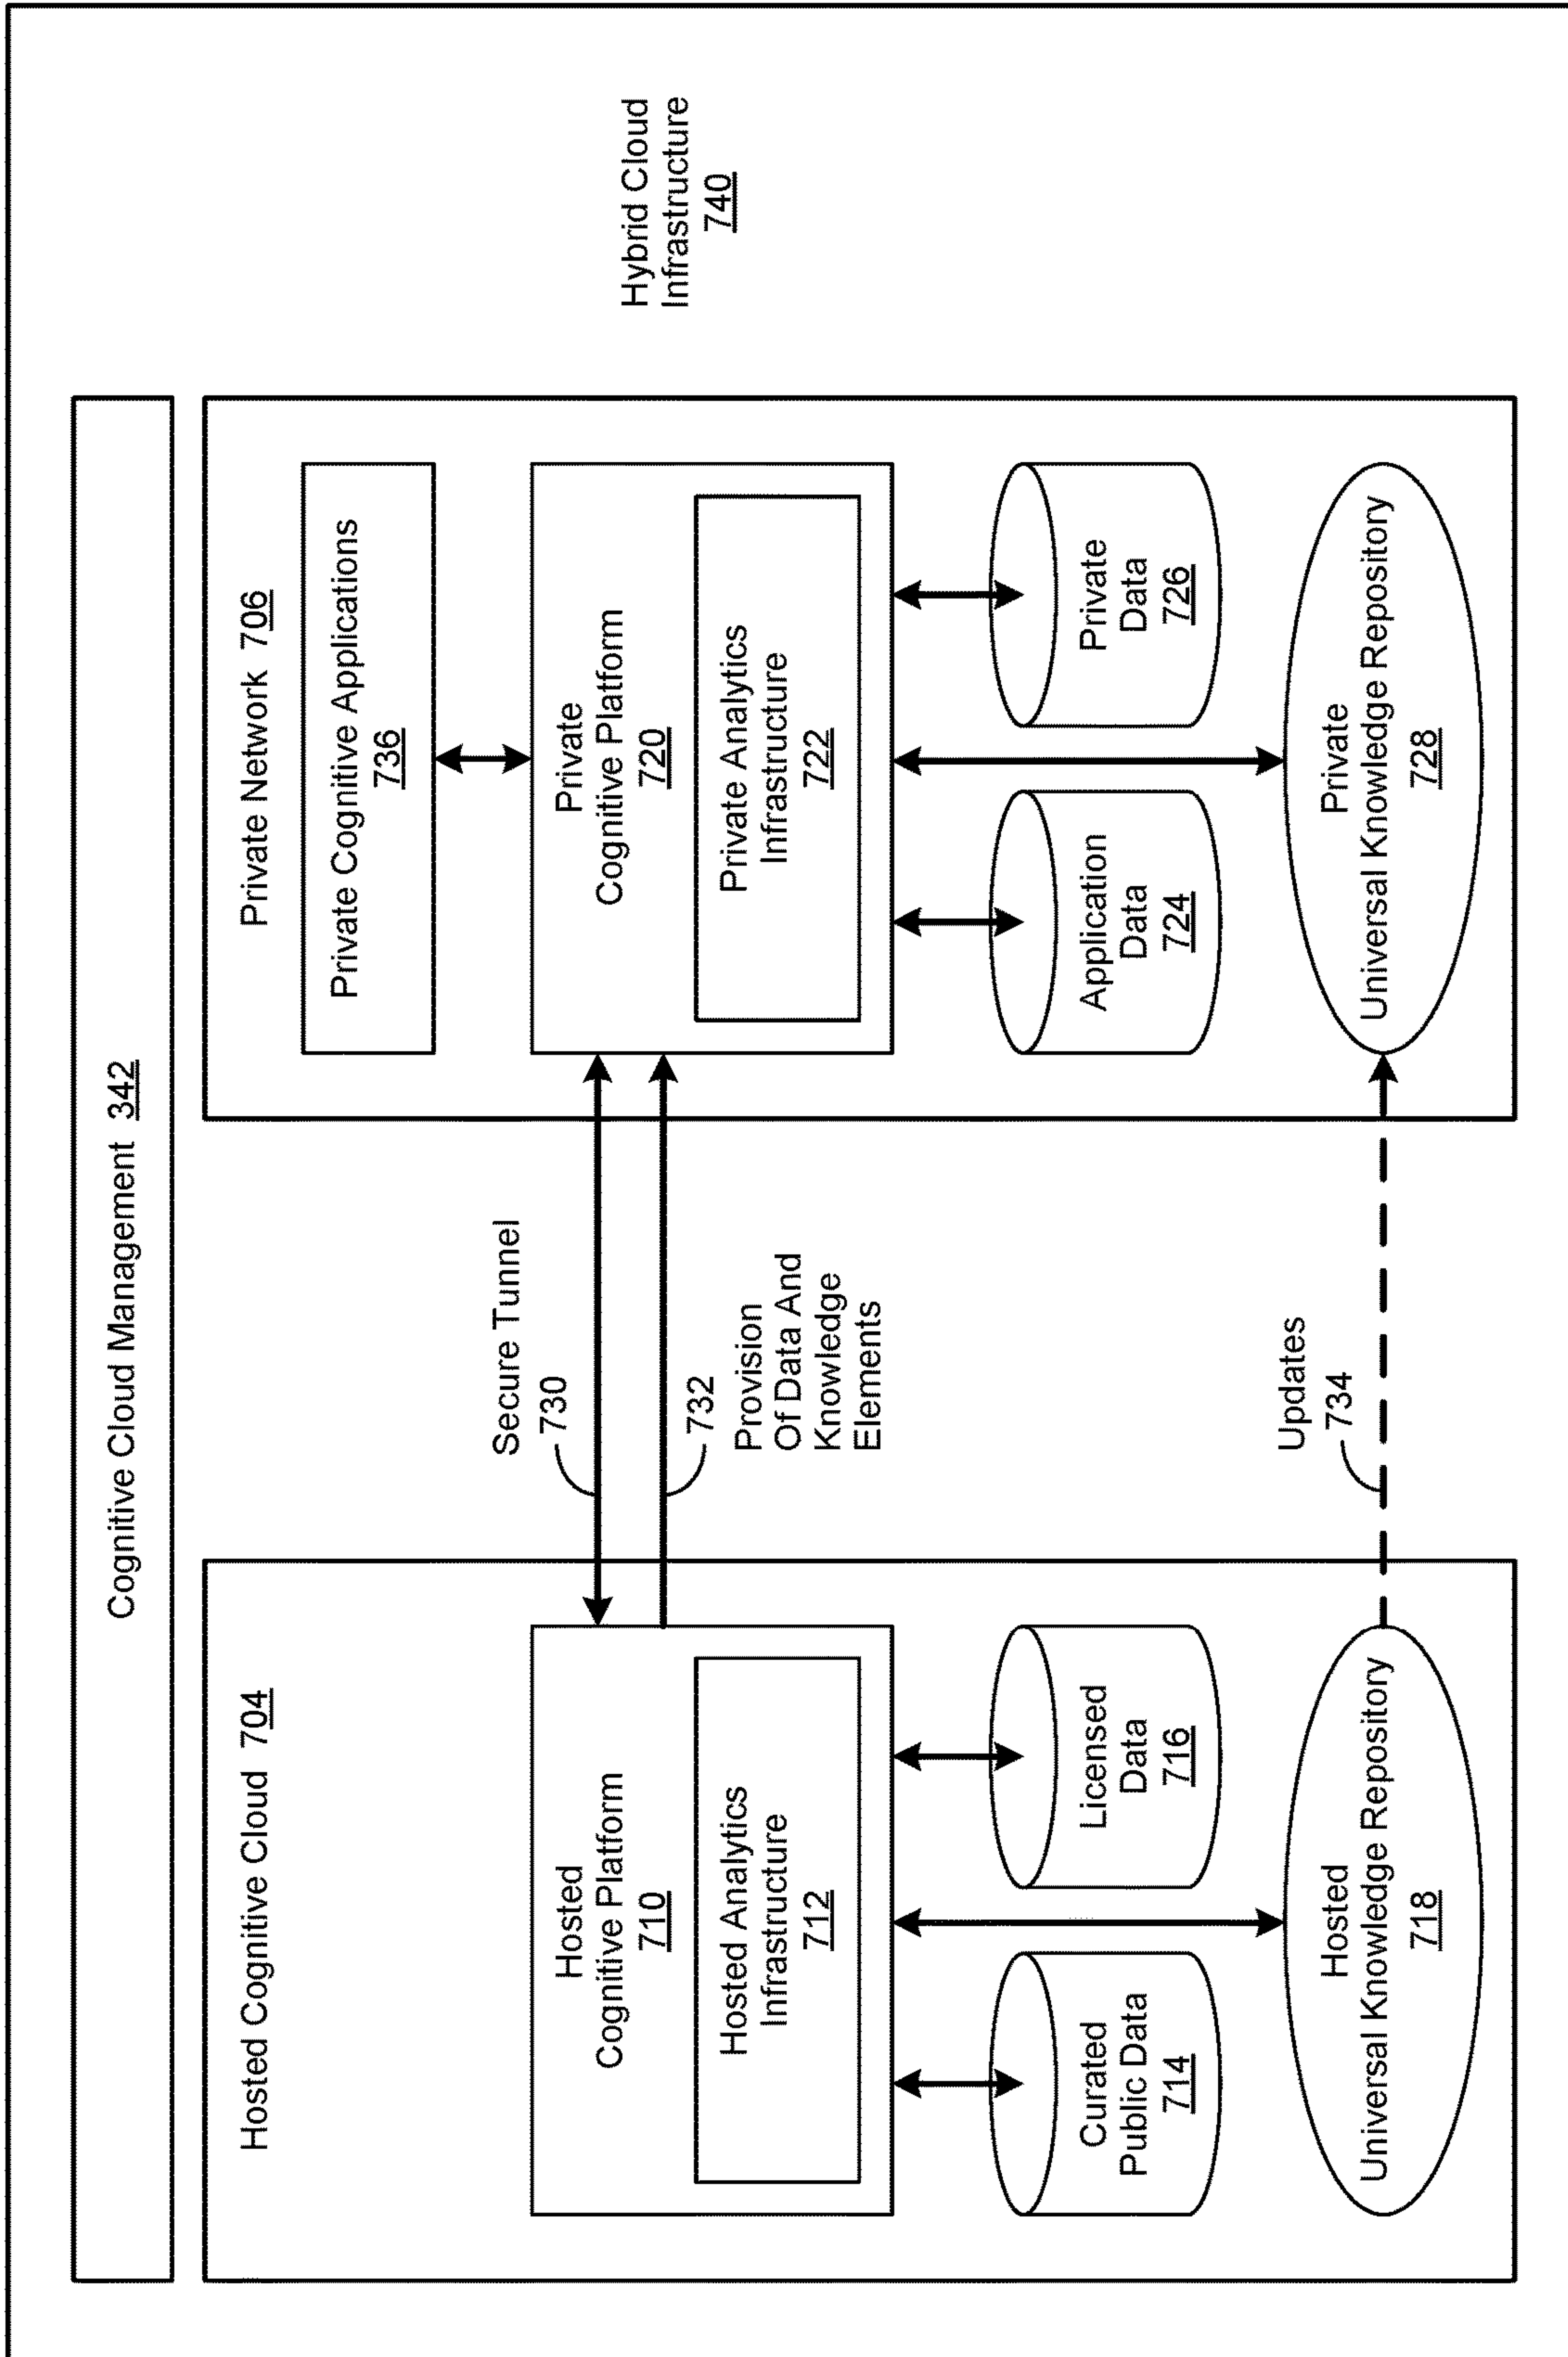 Cognitive Cloud Management 342
Hosted Cognitive Cloud 704
Hosted
Cognitive Platform
710
Hosted Analytics
Infrastructure
712
Curated
Public Data
714
Licensed
Data
716
Hosted
Universal Knowledge Repository
718
Secure Tunnel
730
732
Provision
Of Data And
Knowledge
Elements
Updates
734
Private Network 706
Private Cognitive Applications
736
Private
Cognitive Platform
720
Private Analytics
Infrastructure
722
Application
Data
724
Private
Data
726
Private
Universal Knowledge Repository
728
Hybrid Cloud
Infrastructure
740